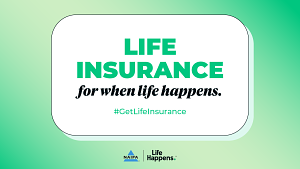 LIFE
INSURANCE
for when life happens.
#GetLifeInsurance
NAIFA
Life
Happens.